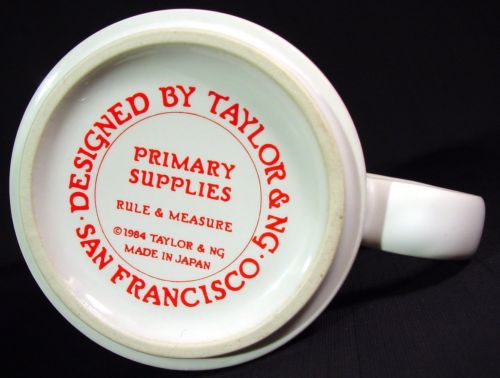 DESIGNED BY TAYLOR & NG
· SAN FRANCISCO ·
PRIMARY
SUPPLIES
RULE & MEASURE
©1984 TAYLOR & NG
MADE IN JAPAN